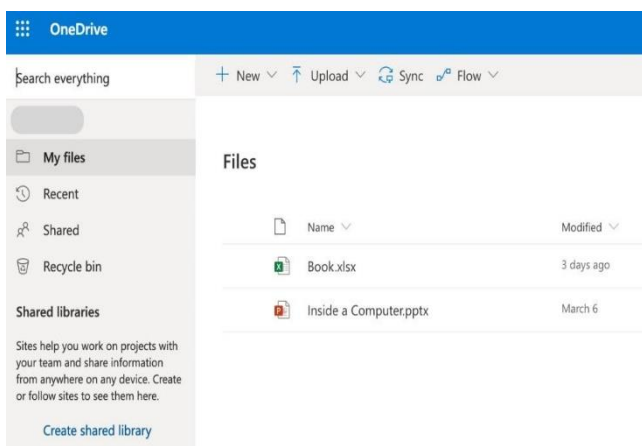 OneDrive
Search everything
New Upload Sync Flow
My files
Recent
Shared
Recycle bin
Shared libraries
Sites help you work on projects with
your team and share information
from anywhere on any device. Create
or follow sites to see them here.
Create shared library
Files
Name Modified
Book.xlsx 3 days ago
Inside a Computer.pptx March 6